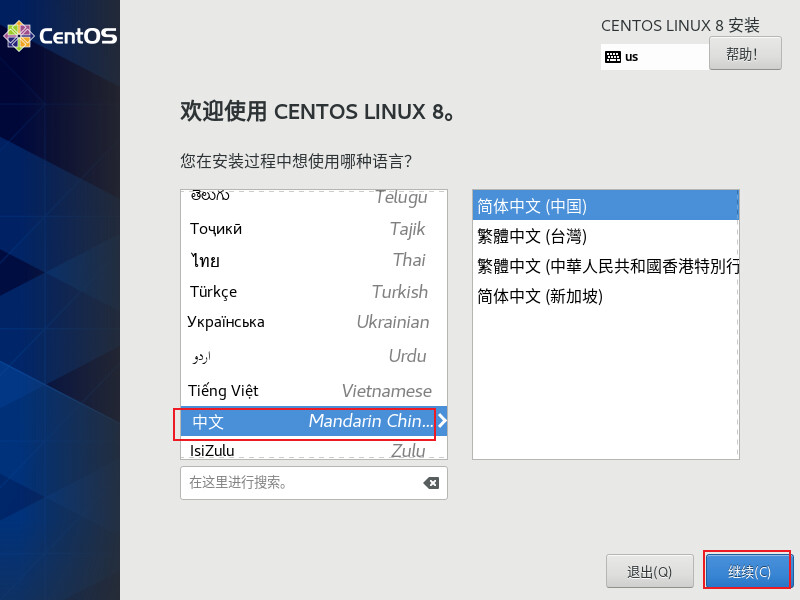 CentOS
CENTOS LINUX 8 安装
us
帮助！
欢迎使用 CENTOS LINUX 8。
您在安装过程中想使用哪种语言？
తెలుగు Telugu
Тоҷикӣ Tajik
ไทย Thai
Türkçe Turkish
Українська Ukrainian
اردو Urdu
Tiếng Việt Vietnamese
中文 Mandarin Chin...
IsiZulu Zulu
在这里进行搜索。
简体中文 (中国)
繁體中文 (台灣)
繁體中文 (中華人民共和國香港特別行
简体中文 (新加坡)
退出(Q)
继续(C)